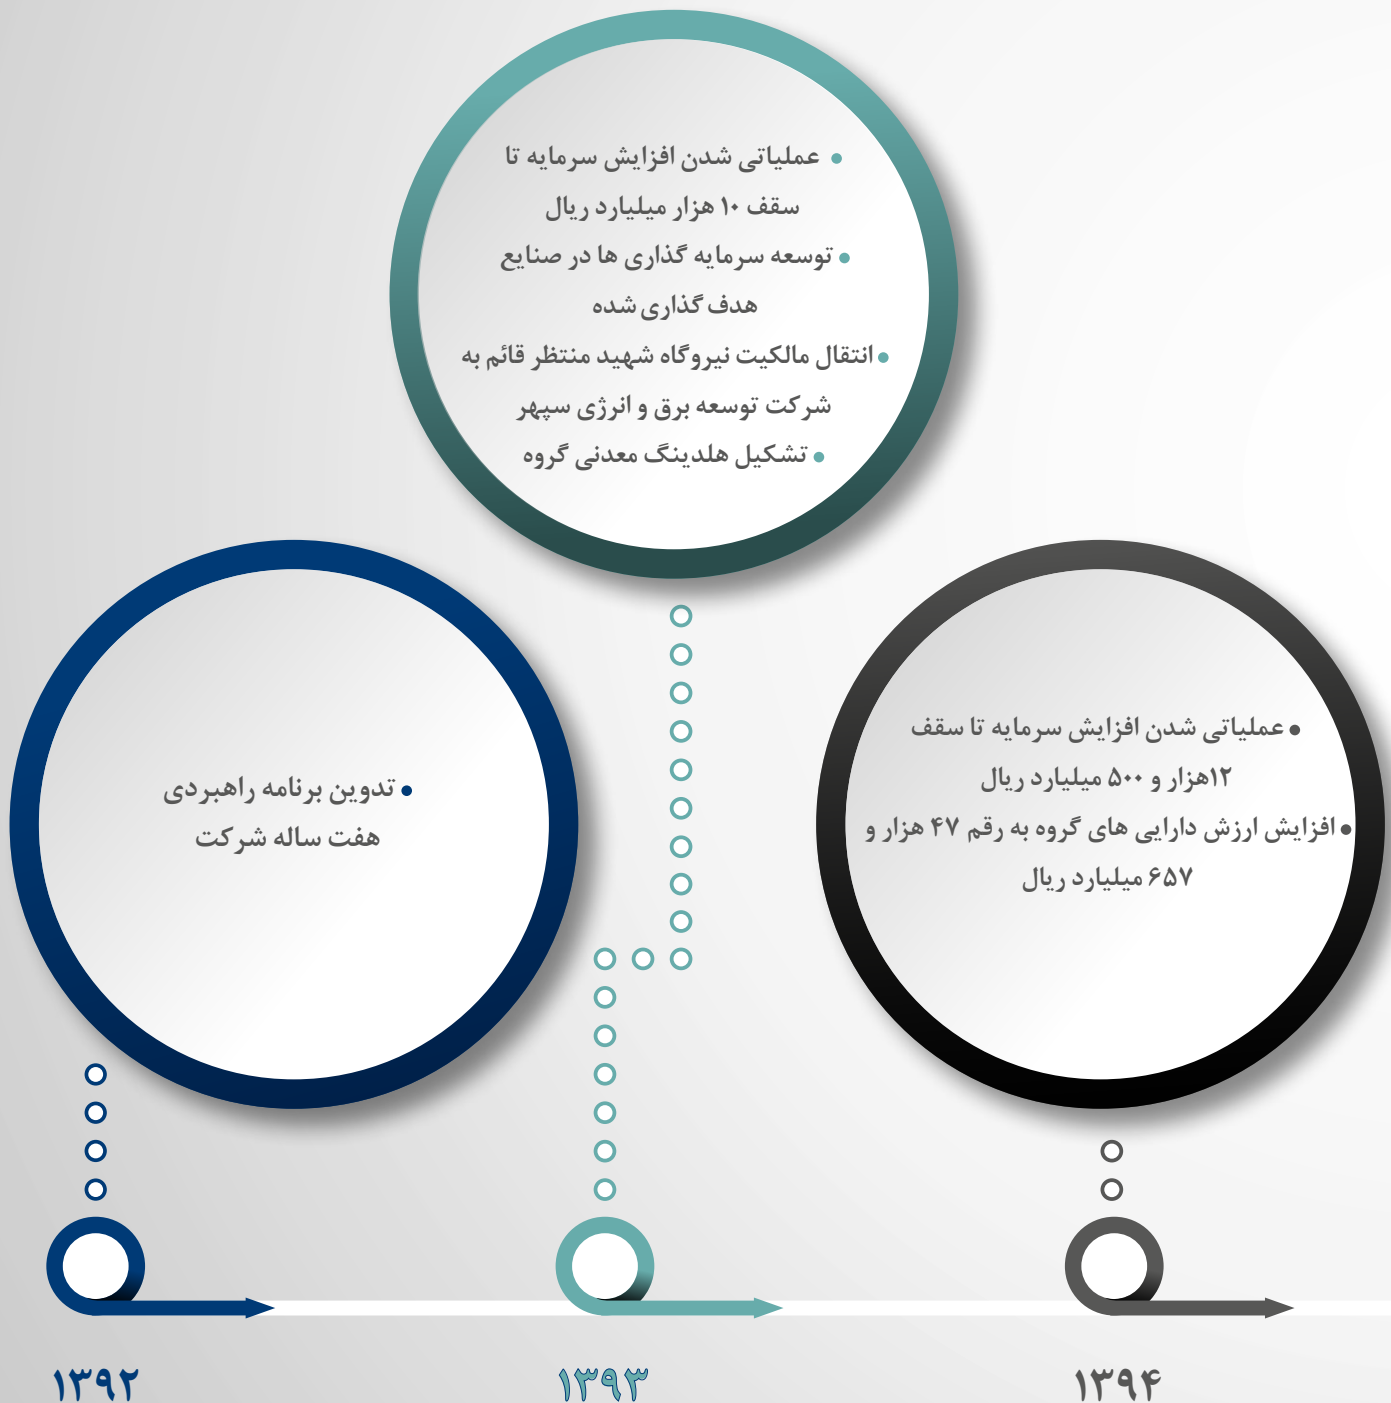 • عملیاتی شدن افزایش سرمایه تا
سقف ۱۰ هزار میلیارد ریال
• توسعه سرمایه گذاری ها در صنایع
هدف گذاری شده
• انتقال مالکیت نیروگاه شهید منتظر قائم به
شرکت توسعه برق و انرژی سپهر
• تشکیل هلدینگ معدنی گروه
• تدوین برنامه راهبردی
هفت ساله شرکت
• عملیاتی شدن افزایش سرمایه تا سقف
۱۲هزار و ۵۰۰ میلیارد ریال
• افزایش ارزش دارایی های گروه به رقم ۴۷ هزار و
۶۵۷ میلیارد ریال
۱۳۹۲
۱۳۹۳
۱۳۹۴